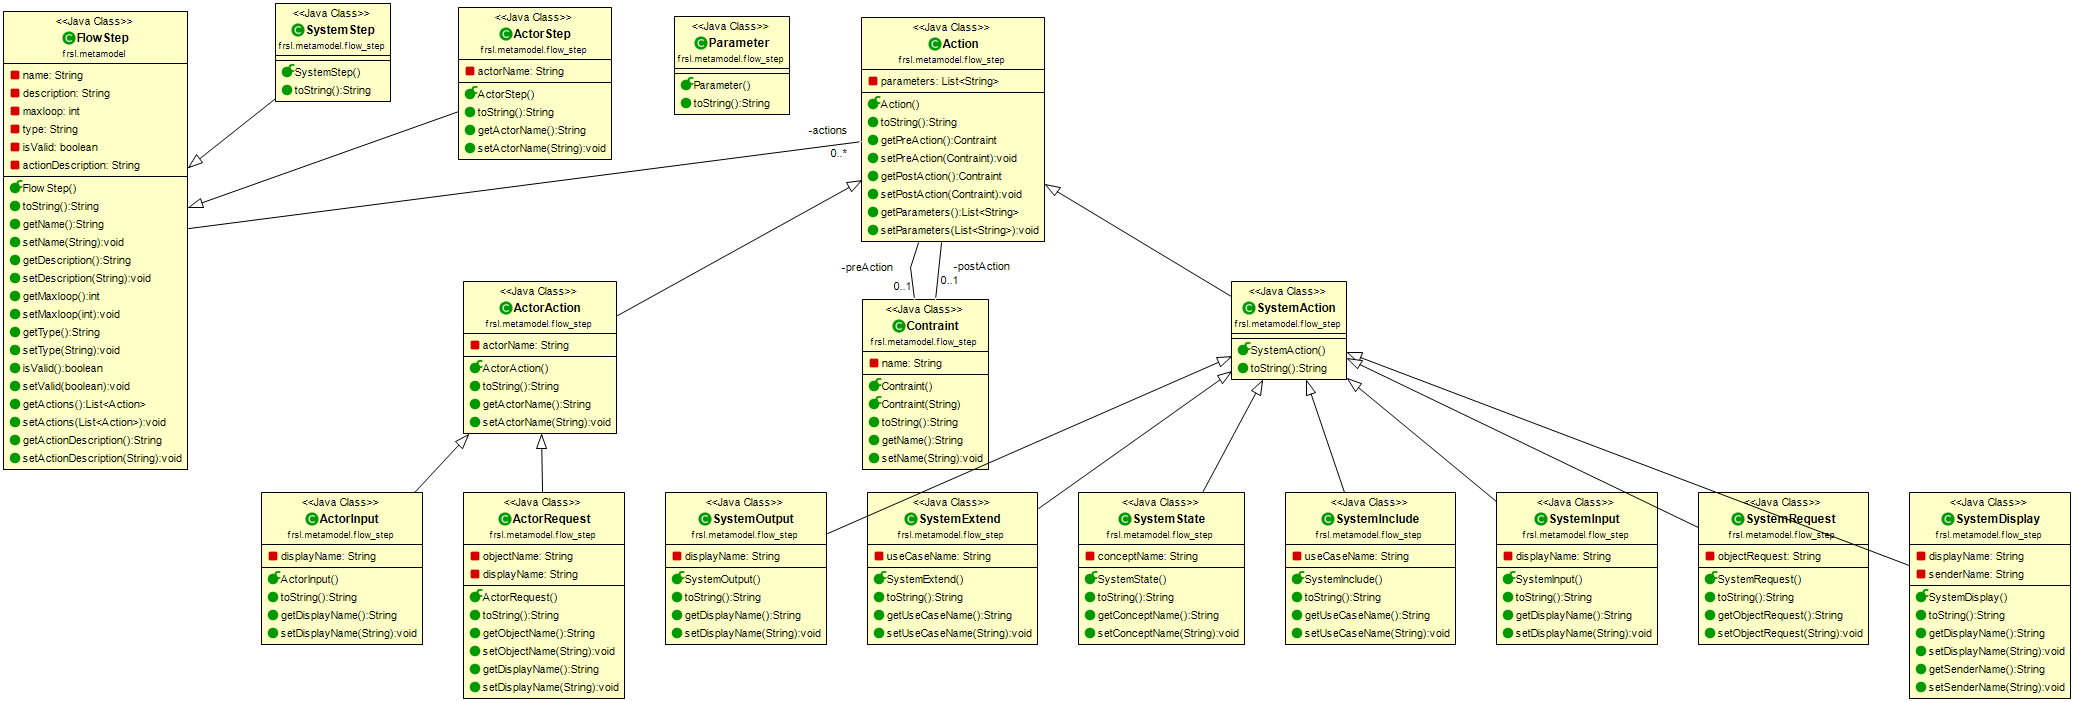 <<Java Class>>
FlowStep
frsl.metamodel
name: String
description: String
maxloop: int
type: String
isValid: boolean
actionDescription: String
FlowStep()
toString():String
getName():String
setName(String):void
getDescription():String
setDescription(String):void
getMaxloop():int
setMaxloop(int):void
getType():String
setType(String):void
isValid():boolean
setValid(boolean):void
getActions():List<Action>
setActions(List<Action>):void
getActionDescription():String
setActionDescription(String):void
<<Java Class>>
SystemStep
frsl.metamodel.flow_step
SystemStep()
toString():String
<<Java Class>>
ActorStep
frsl.metamodel.flow_step
actorName: String
ActorStep()
toString():String
getActorName():String
setActorName(String):void
<<Java Class>>
Parameter
frsl.metamodel.flow_step
Parameter()
toString():String
<<Java Class>>
Action
frsl.metamodel.flow_step
parameters: List<String>
Action()
toString():String
getPreAction():Contraint
setPreAction(Contraint):void
getPostAction():Contraint
setPostAction(Contraint):void
getParameters():List<String>
setParameters(List<String>):void
-actions
0..*
-preAction
0..1
-postAction
0..1
<<Java Class>>
ActorAction
frsl.metamodel.flow_step
actorName: String
ActorAction()
toString():String
getActorName():String
setActorName(String):void
<<Java Class>>
Contraint
frsl.metamodel.flow_step
name: String
Contraint()
Contraint(String)
toString():String
getName():String
setName(String):void
<<Java Class>>
SystemAction
frsl.metamodel.flow_step
SystemAction()
toString():String
<<Java Class>>
ActorInput
frsl.metamodel.flow_step
displayName: String
ActorInput()
toString():String
getDisplayName():String
setDisplayName(String):void
<<Java Class>>
ActorRequest
frsl.metamodel.flow_step
objectName: String
displayName: String
ActorRequest()
toString():String
getObjectName():String
setObjectName(String):void
getDisplayName():String
setDisplayName(String):void
<<Java Class>>
SystemOutput
frsl.metamodel.flow_step
displayName: String
SystemOutput()
toString():String
getDisplayName():String
setDisplayName(String):void
<<Java Class>>
SystemExtend
frsl.metamodel.flow_step
useCaseName: String
SystemExtend()
toString():String
getUseCaseName():String
setUseCaseName(String):void
<<Java Class>>
SystemState
frsl.metamodel.flow_step
conceptName: String
SystemState()
toString():String
getConceptName():String
setConceptName(String):void
<<Java Class>>
SystemInclude
frsl.metamodel.flow_step
useCaseName: String
SystemInclude()
toString():String
getUseCaseName():String
setUseCaseName(String):void
<<Java Class>>
SystemInput
frsl.metamodel.flow_step
displayName: String
SystemInput()
toString():String
getDisplayName():String
setDisplayName(String):void
<<Java Class>>
SystemRequest
frsl.metamodel.flow_step
objectRequest: String
SystemRequest()
toString():String
getObjectRequest():String
setObjectRequest(String):void
<<Java Class>>
SystemDisplay
frsl.metamodel.flow_step
displayName: String
senderName: String
SystemDisplay()
toString():String
getDisplayName():String
setDisplayName(String):void
getSenderName():String
setSenderName(String):void